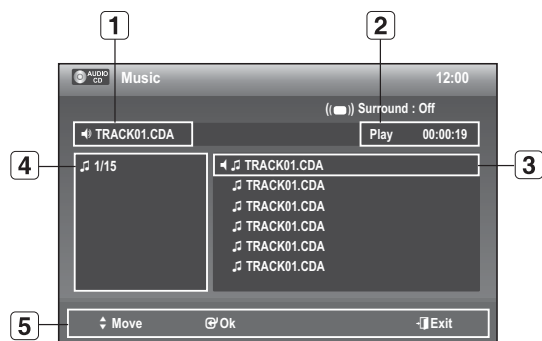 1 2
AUDIO CD Music 12:00
Surround : Off
TRACK01.CDA Play 00:00:19
4 1/15 TRACK01.CDA 3
TRACK01.CDA
TRACK01.CDA
TRACK01.CDA
TRACK01.CDA
TRACK01.CDA
5 Move Ok Exit